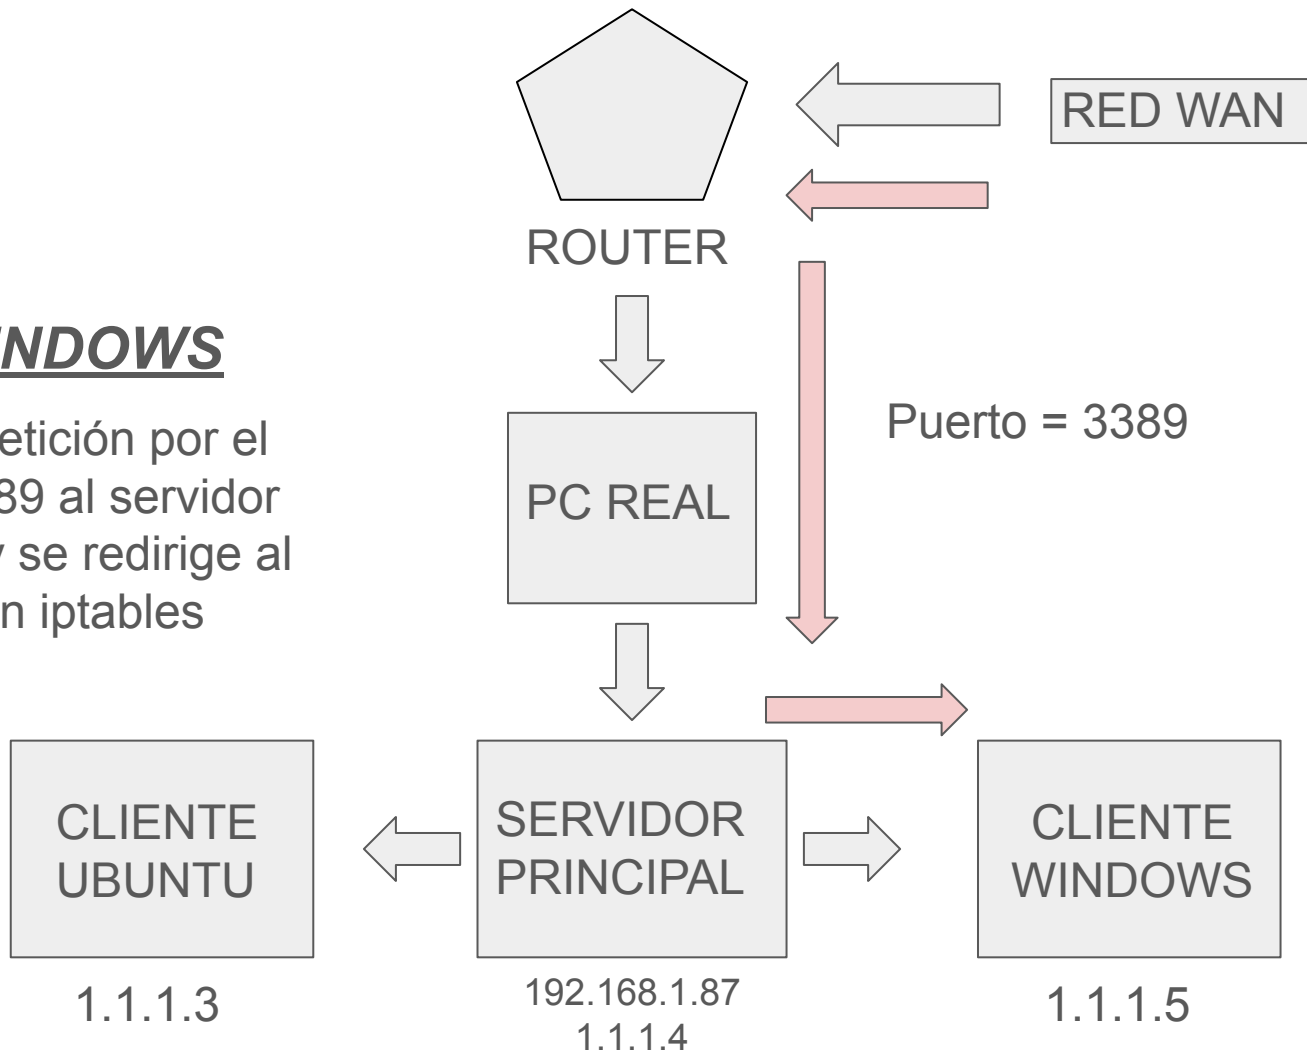 RED WAN
ROUTER
INDOWS
etición por el
89 al servidor
y se redirige al
n iptables
Puerto = 3389
PC REAL
CLIENTE
UBUNTU
SERVIDOR
PRINCIPAL
CLIENTE
WINDOWS
1.1.1.3
192.168.1.87
1.1.1.4
1.1.1.5